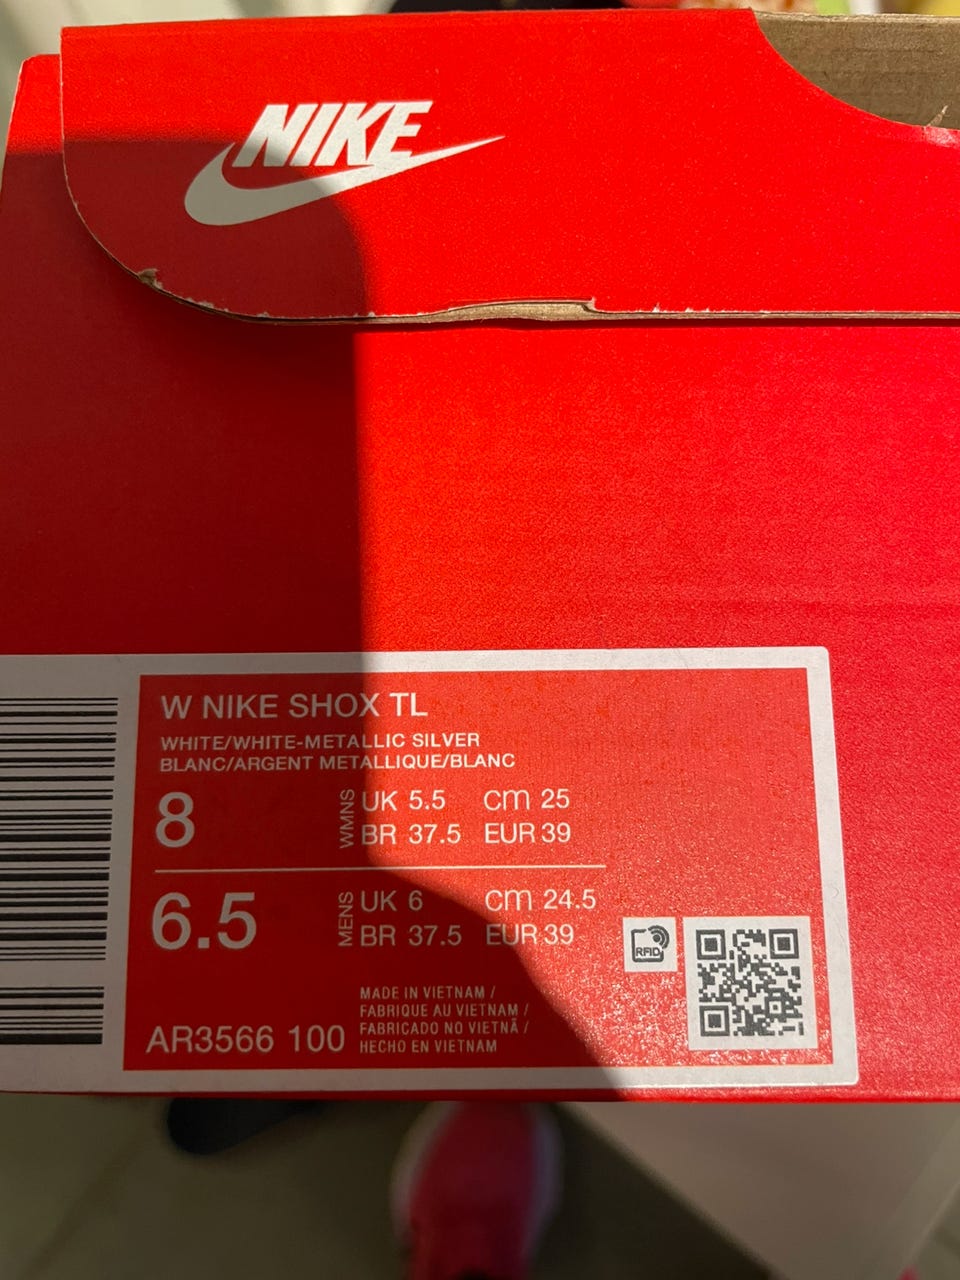 NIKE
W NIKE SHOX TL
WHITE/WHITE-METALLIC SILVER
BLANC/ARGENT METALLIQUE/BLANC
8 WMNS UK 5.5 cm 25
BR 37.5 EUR 39
6.5 MENS UK 6 cm 24.5
BR 37.5 EUR 39
RFID
MADE IN VIETNAM /
FABRIQUE AU VIETNAM /
FABRICADO NO VIETNÃ /
HECHO EN VIETNAM
AR3566 100